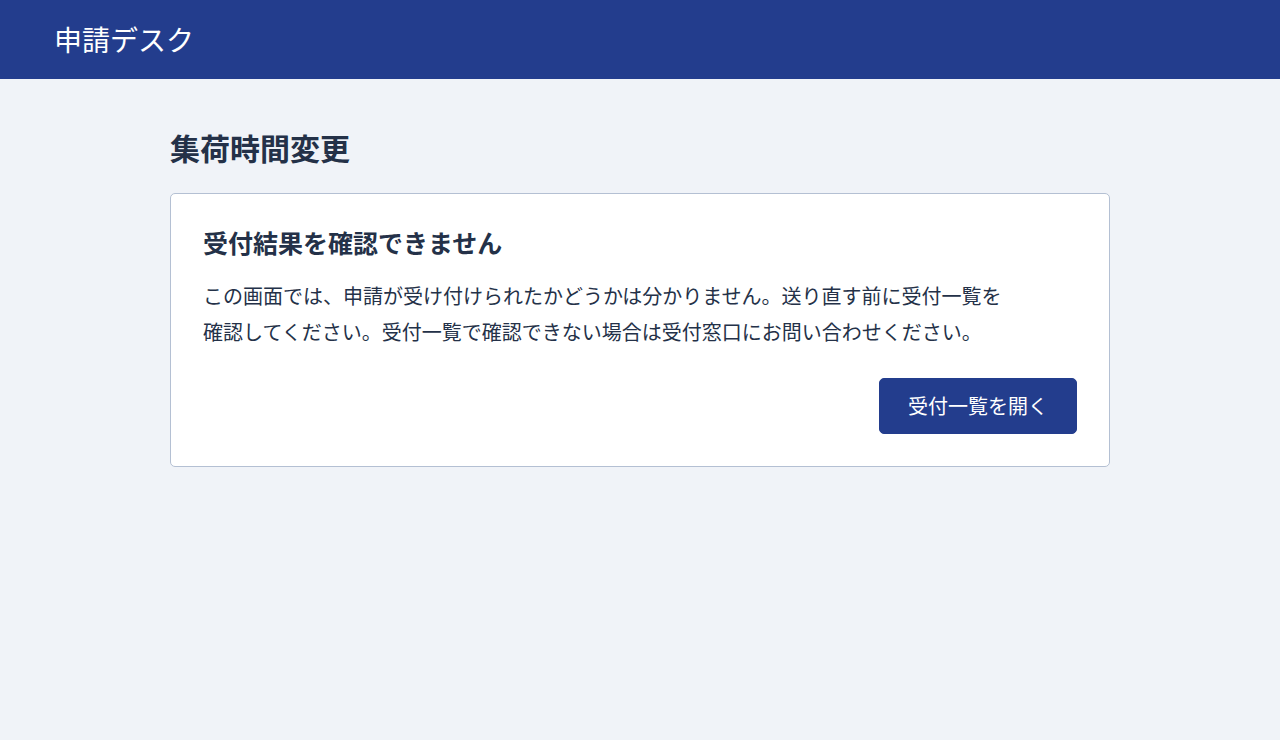 申請デスク
集荷時間変更
受付結果を確認できません
この画面では、申請が受け付けられたかどうかは分かりません。送り直す前に受付一覧を
確認してください。受付一覧で確認できない場合は受付窓口にお問い合わせください。
受付一覧を開く